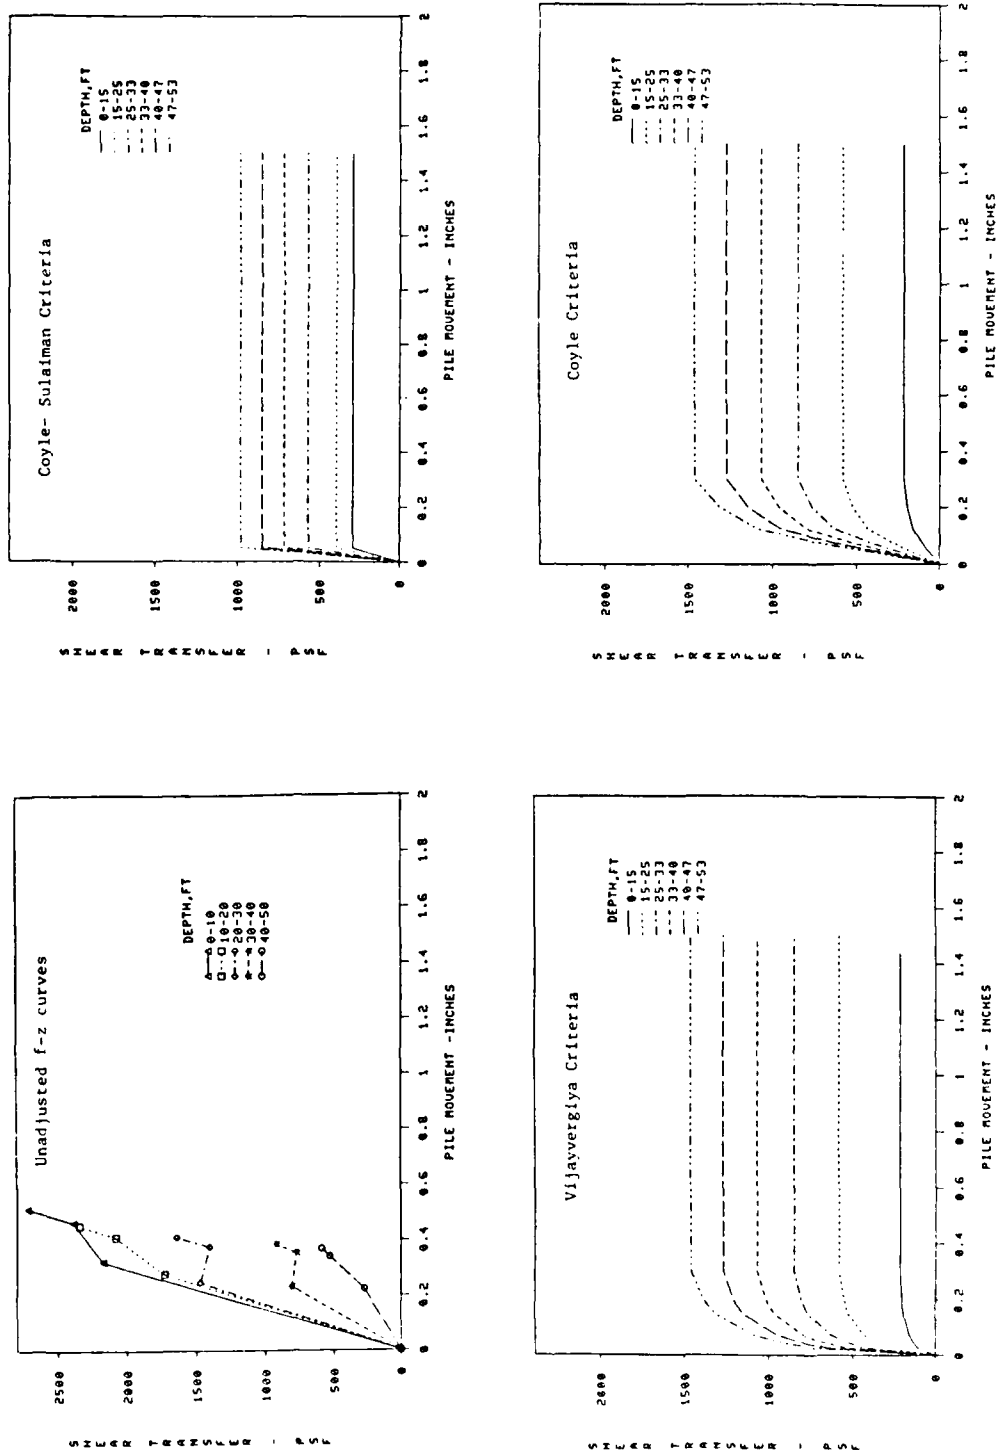 Unadjusted f-z curves
SHEAR TRANSFER - PSF
2500
2000
1500
1000
500
0
DEPTH,FT
0-10
10-20
20-30
30-40
40-50
0 0.2 0.4 0.6 0.8 1 1.2 1.4 1.6 1.8 2
PILE MOVEMENT -INCHES
Coyle- Sulaiman Criteria
SHEAR TRANSFER - PSF
2000
1500
1000
500
0
DEPTH,FT
0-15
15-25
25-33
33-40
40-47
47-53
0 0.2 0.4 0.6 0.8 1 1.2 1.4 1.6 1.8 2
PILE MOVEMENT - INCHES
Vijayvergiya Criteria
SHEAR TRANSFER - PSF
2000
1500
1000
500
0
DEPTH,FT
0-15
15-25
25-33
33-40
40-47
47-53
0 0.2 0.4 0.6 0.8 1 1.2 1.4 1.6 1.8 2
PILE MOVEMENT - INCHES
Coyle Criteria
SHEAR TRANSFER - PSF
2000
1500
1000
500
0
DEPTH,FT
0-15
15-25
25-33
33-40
40-47
47-53
0 0.2 0.4 0.6 0.8 1 1.2 1.4 1.6 1.8 2
PILE MOVEMENT - INCHES